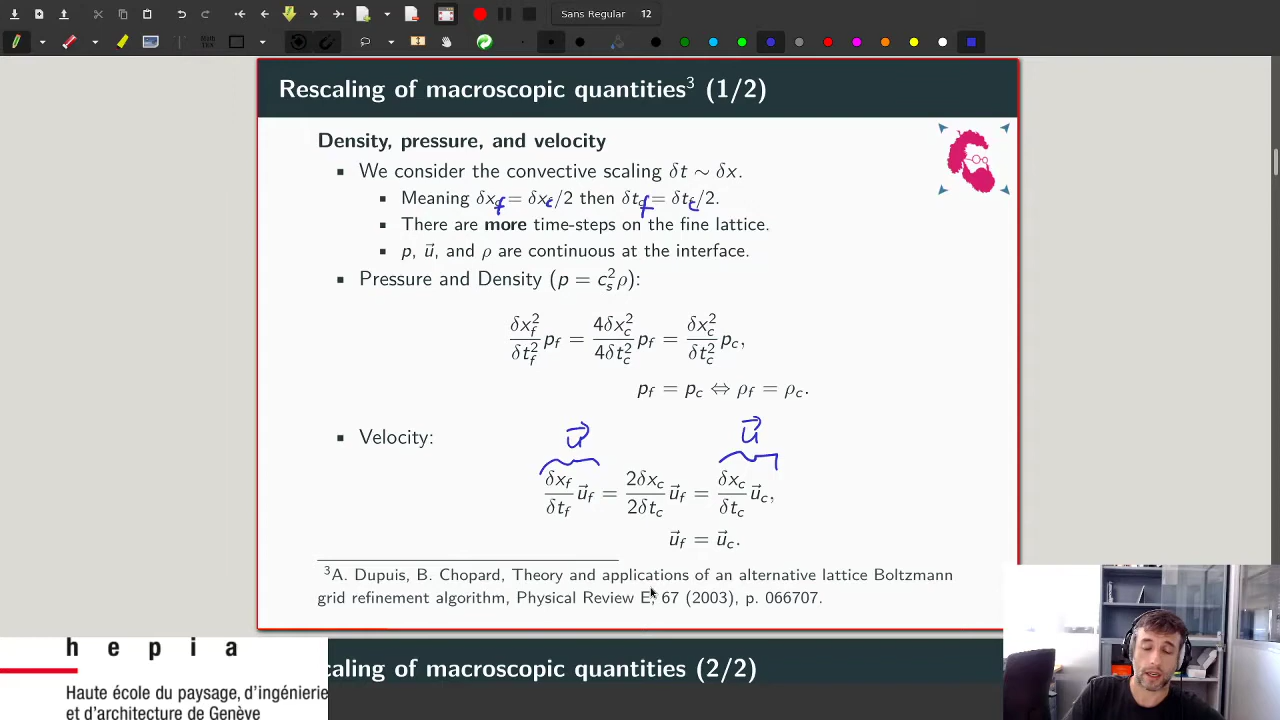 Sans Regular 12
Rescaling of macroscopic quantities³ (1/2)
Density, pressure, and velocity
▪ We consider the convective scaling δt ∼ δx.
▪ Meaning δx_f = δx_c/2 then δt_f = δt_c/2.
▪ There are more time-steps on the fine lattice.
▪ p, u⃗, and ρ are continuous at the interface.
▪ Pressure and Density (p = c_s²ρ):
δx_f²/δt_f² p_f = 4δx_c²/4δt_c² p_f = δx_c²/δt_c² p_c,
p_f = p_c ⇔ ρ_f = ρ_c.
u⃗ u⃗
▪ Velocity:
δx_f/δt_f u⃗_f = 2δx_c/2δt_c u⃗_f = δx_c/δt_c u⃗_c,
u⃗_f = u⃗_c.
³A. Dupuis, B. Chopard, Theory and applications of an alternative lattice Boltzmann
grid refinement algorithm, Physical Review E, 67 (2003), p. 066707.
h e p i a
Haute école du paysage, d'ingénierie
et d'architecture de Genève
caling of macroscopic quantities (2/2)